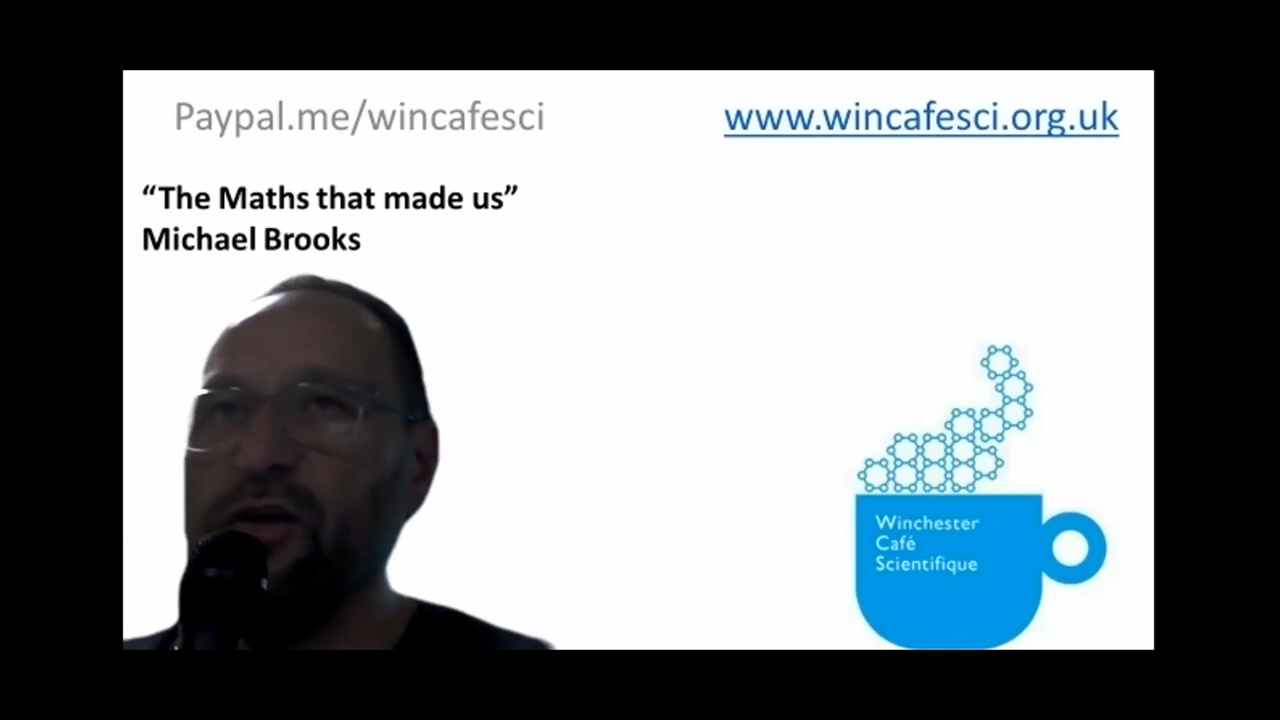 Paypal.me/wincafesci
www.wincafesci.org.uk
“The Maths that made us”
Michael Brooks
Winchester
Café
Scientifique